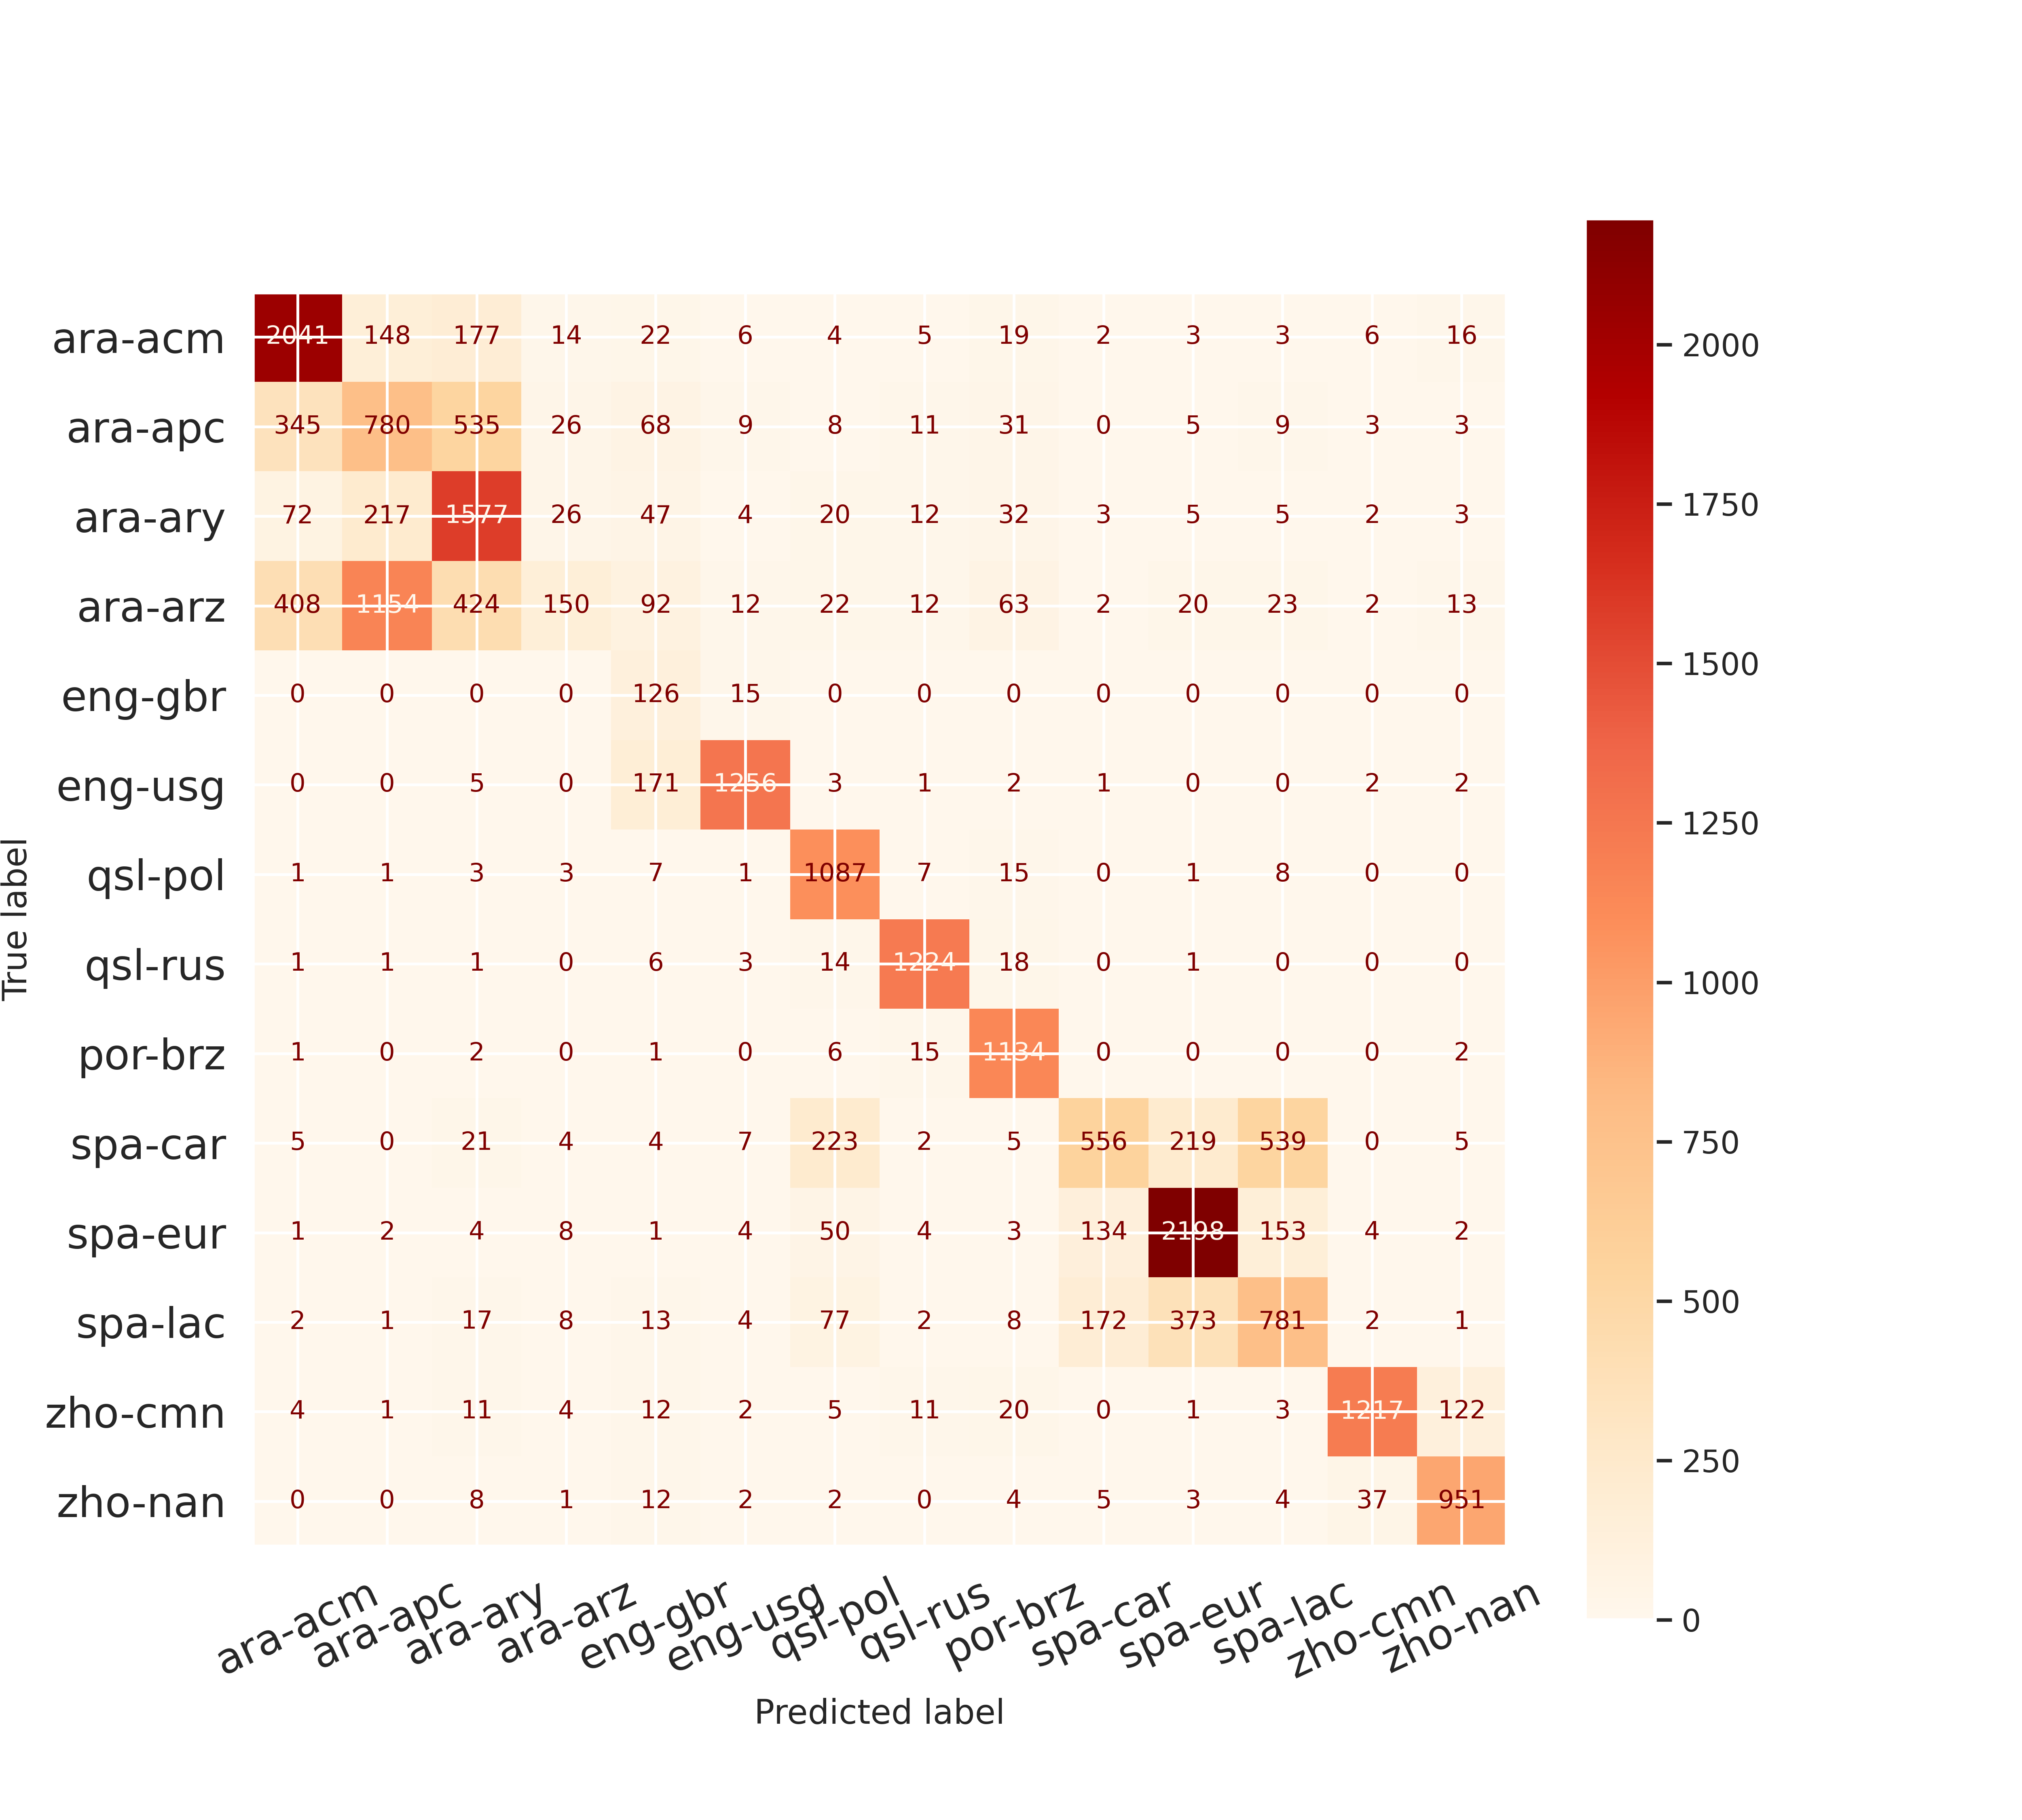 ara-acm 2041 148 177 14 22 6 4 5 19 2 3 3 6 16
ara-apc 345 780 535 26 68 9 8 11 31 0 5 9 3 3
ara-ary 72 217 1577 26 47 4 20 12 32 3 5 5 2 3
ara-arz 408 1154 424 150 92 12 22 12 63 2 20 23 2 13
eng-gbr 0 0 0 0 126 15 0 0 0 0 0 0 0 0
eng-usg 0 0 5 0 171 1256 3 1 2 1 0 0 2 2
qsl-pol 1 1 3 3 7 1 1087 7 15 0 1 8 0 0
qsl-rus 1 1 1 0 6 3 14 1224 18 0 1 0 0 0
por-brz 1 0 2 0 1 0 6 15 1134 0 0 0 0 2
spa-car 5 0 21 4 4 7 223 2 5 556 219 539 0 5
spa-eur 1 2 4 8 1 4 50 4 3 134 2198 153 4 2
spa-lac 2 1 17 8 13 4 77 2 8 172 373 781 2 1
zho-cmn 4 1 11 4 12 2 5 11 20 0 1 3 1217 122
zho-nan 0 0 8 1 12 2 2 0 4 5 3 4 37 951
ara-acm ara-apc ara-ary ara-arz eng-gbr eng-usg qsl-pol qsl-rus por-brz spa-car spa-eur spa-lac zho-cmn zho-nan
Predicted label
True label
2000
1750
1500
1250
1000
750
500
250
0